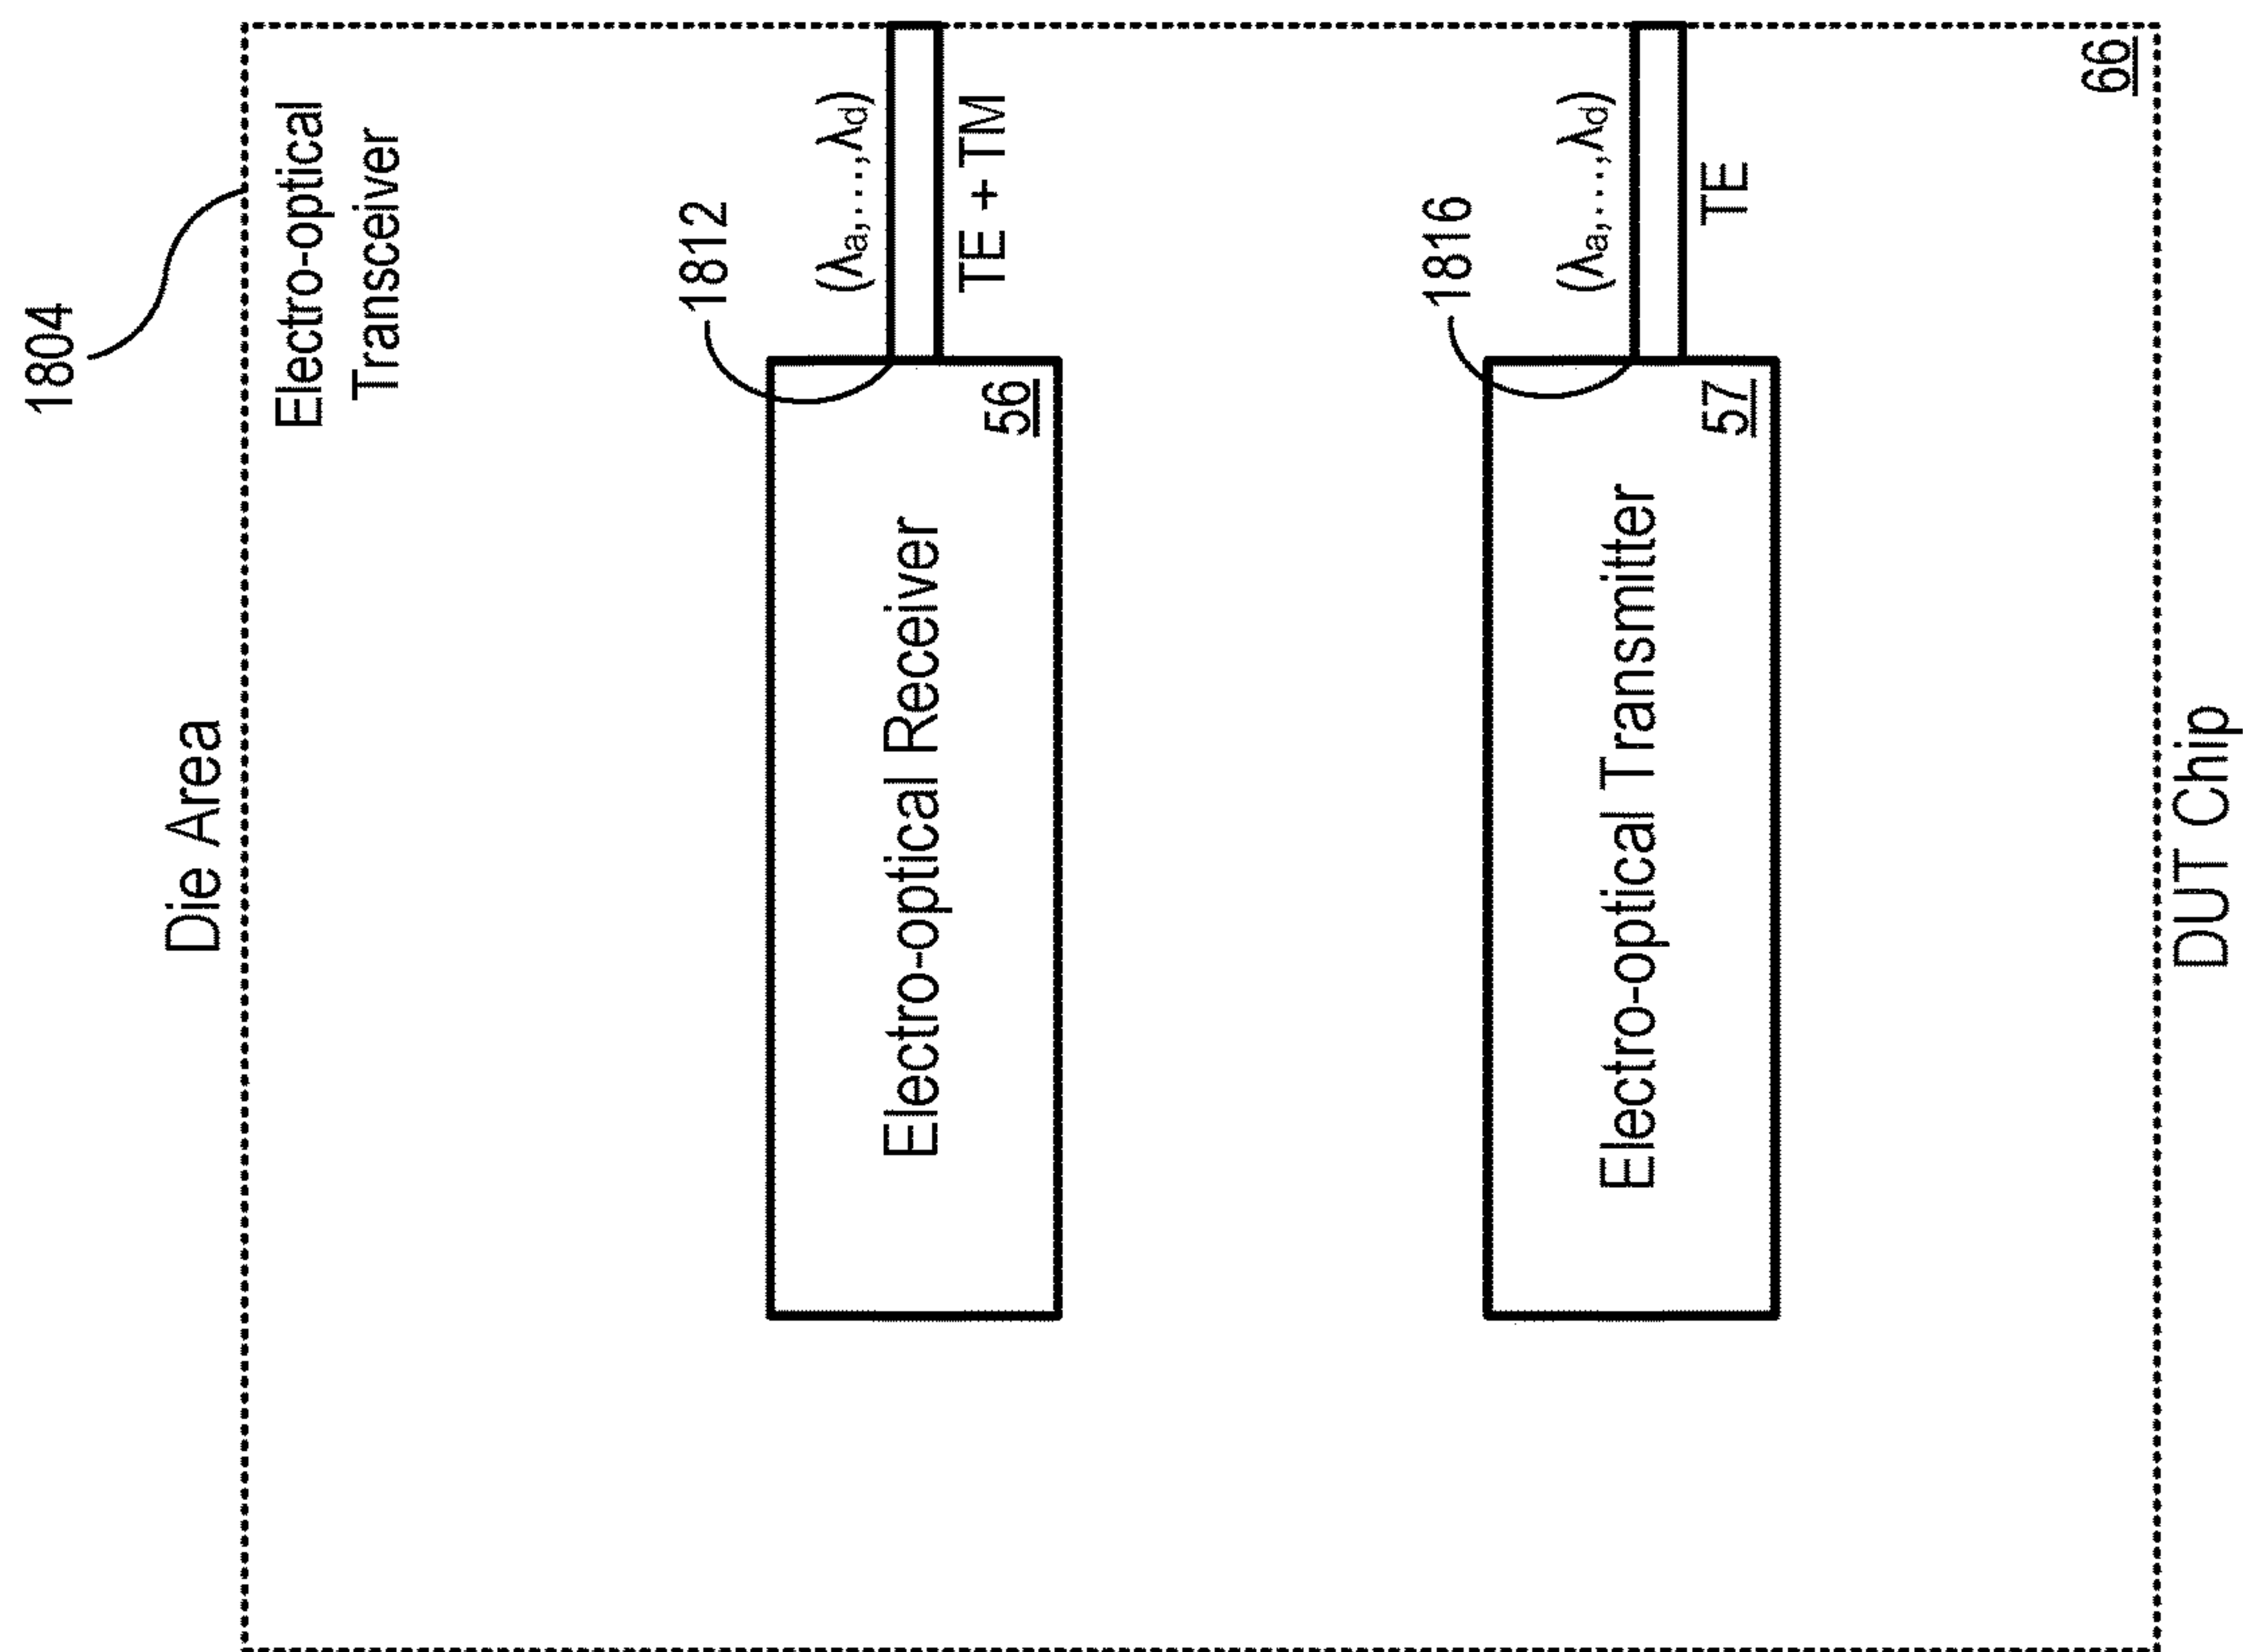 1804
Die Area
Electro-optical
Transceiver
1812
(λa,...,λd)
TE + TM
56
Electro-optical Receiver
1816
(λa,...,λd)
TE
57
Electro-optical Transmitter
66
DUT Chip